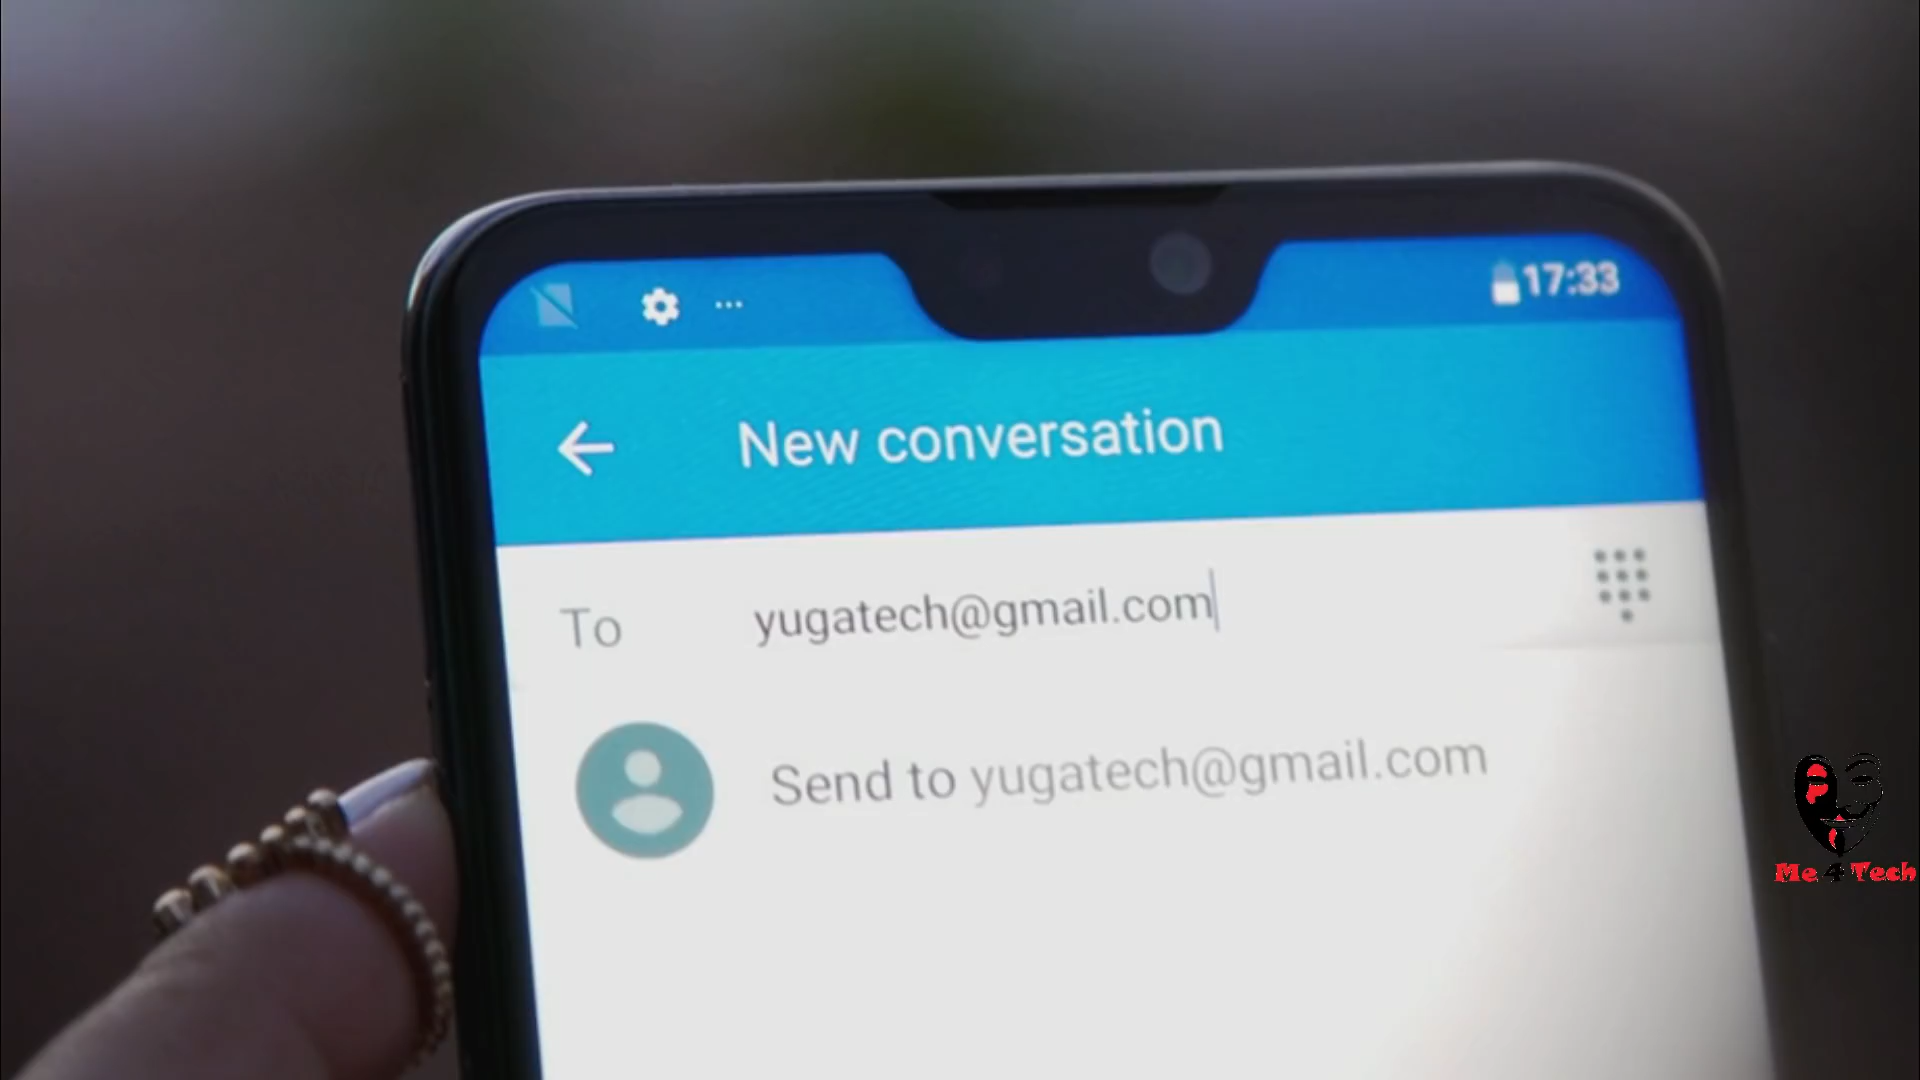 17:33
New conversation
To yugatech@gmail.com
Send to yugatech@gmail.com
Me 4 Tech